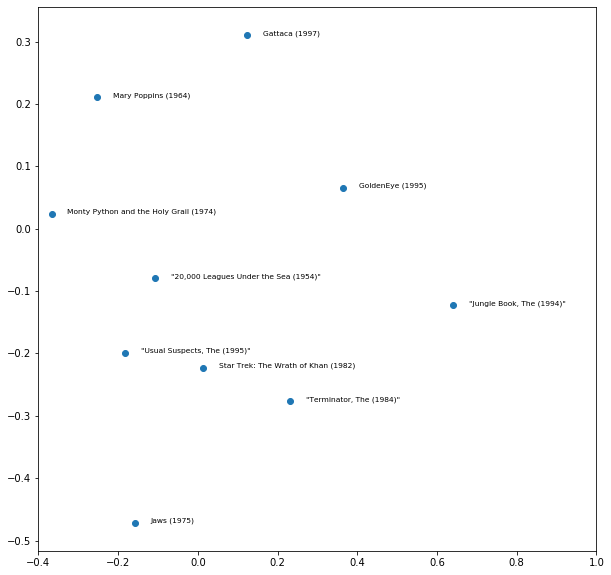 0.3
0.2
0.1
0.0
−0.1
−0.2
−0.3
−0.4
−0.5
Gattaca (1997)
Mary Poppins (1964)
GoldenEye (1995)
Monty Python and the Holy Grail (1974)
"20,000 Leagues Under the Sea (1954)"
"Jungle Book, The (1994)"
"Usual Suspects, The (1995)"
Star Trek: The Wrath of Khan (1982)
"Terminator, The (1984)"
Jaws (1975)
−0.4 −0.2 0.0 0.2 0.4 0.6 0.8 1.0